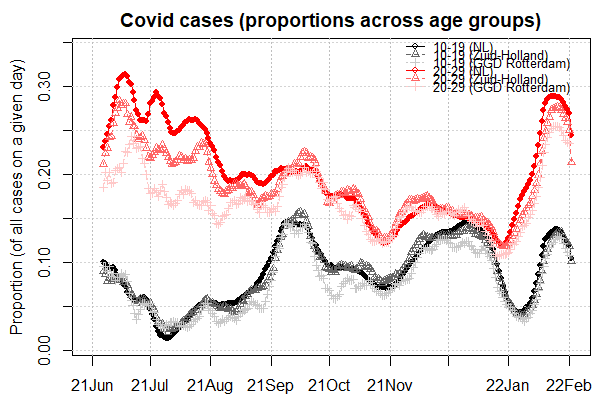 Covid cases (proportions across age groups)
Proportion (of all cases on a given day)
0.30
0.20
0.10
0.00
10-19 (NL)
10-19 (Zuid-Holland)
10-19 (GGD Rotterdam)
20-29 (NL)
20-29 (Zuid-Holland)
20-29 (GGD Rotterdam)
21Jun 21Jul 21Aug 21Sep 21Oct 21Nov 22Jan 22Feb